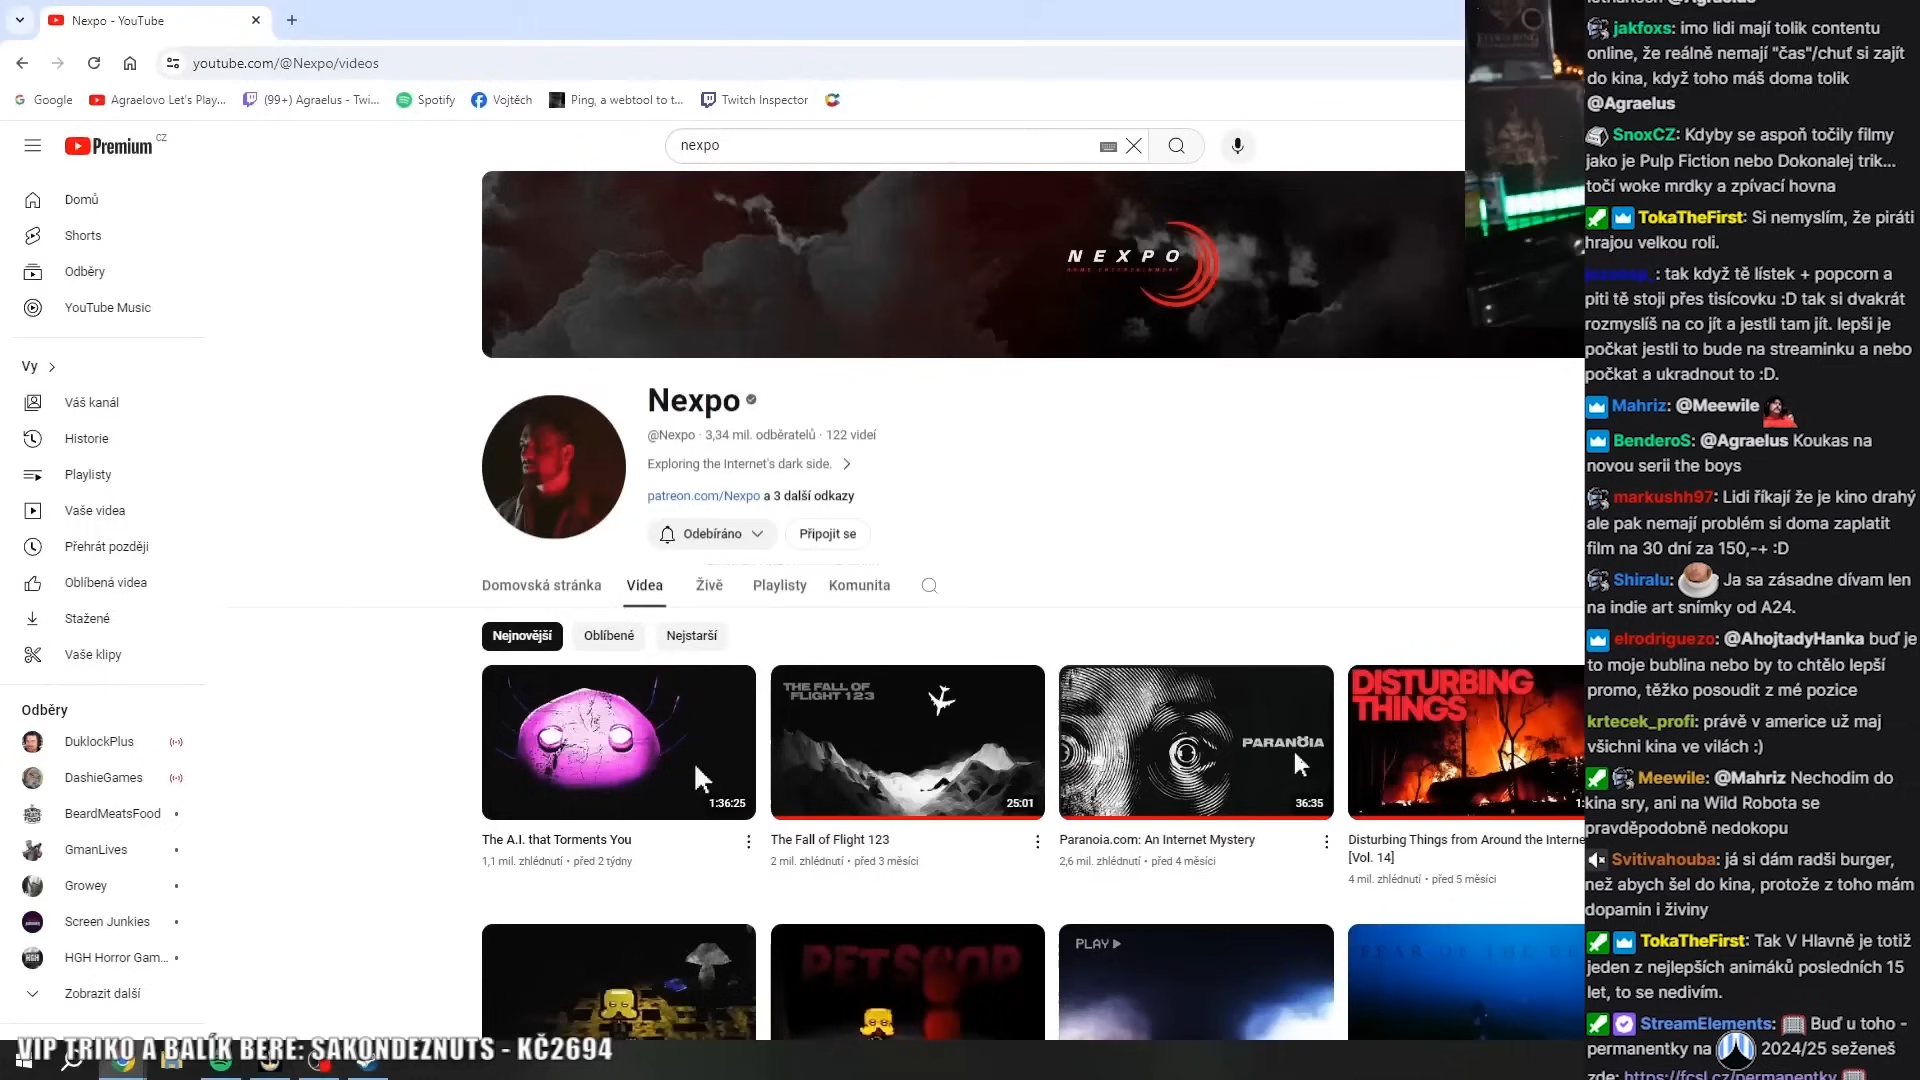 Nexpo - YouTube
youtube.com/@Nexpo/videos
Google
Agraelovo Let's Play...
(99+) Agraelus - Twi...
Spotify
Vojtěch
Ping, a webtool to t...
Twitch Inspector
Premium CZ
nexpo
Domů
Shorts
Odběry
YouTube Music
Vy
Váš kanál
Historie
Playlisty
Vaše videa
Přehrát později
Oblíbená videa
Stažené
Vaše klipy
Odběry
DuklockPlus
DashieGames
BeardMeatsFood
GmanLives
Growey
Screen Junkies
HGH Horror Gam...
Zobrazit další
NEXPO
HOME ENTERTAINMENT
Nexpo
@Nexpo · 3,34 mil. odběratelů · 122 videí
Exploring the Internet's dark side.
patreon.com/Nexpo a 3 další odkazy
Odebíráno
Připojit se
Domovská stránka
Videa
Živě
Playlisty
Komunita
Nejnovější
Oblíbené
Nejstarší
1:36:25
The A.I. that Torments You
1,1 mil. zhlédnutí • před 2 týdny
THE FALL OF
FLIGHT 123
25:01
The Fall of Flight 123
2 mil. zhlédnutí • před 3 měsíci
PARANOIA
36:35
Paranoia.com: An Internet Mystery
2,6 mil. zhlédnutí • před 4 měsíci
DISTURBING
THINGS
Disturbing Things from Around the Interne
[Vol. 14]
4 mil. zhlédnutí • před 5 měsíci
PETSCOP
PLAY
FEAR OF THE DE
VIP TRIKO A BALÍK BERE: SAKONDEZNUTS - KČ2694
@Agraelus
jakfoxs: imo lidi mají tolik contentu
online, že reálně nemají "čas"/chuť si zajít
do kina, když toho máš doma tolik
@Agraelus
SnoxCZ: Kdyby se aspoň točily filmy
jako je Pulp Fiction nebo Dokonalej trik...
točí woke mrdky a zpívací hovna
TokaTheFirst: Si nemyslím, že piráti
hrajou velkou roli.
: tak když tě lístek + popcorn a
piti tě stoji přes tisícovku :D tak si dvakrát
rozmyslíš na co jít a jestli tam jít. lepši je
počkat jestli to bude na streaminku a nebo
počkat a ukradnout to :D.
Mahriz: @Meewile
BenderoS: @Agraelus Koukas na
novou serii the boys
markushh97: Lidi říkají že je kino drahý
ale pak nemají problém si doma zaplatit
film na 30 dní za 150,-+ :D
Shiralu: Ja sa zásadne dívam len
na indie art snímky od A24.
elrodriguezo: @AhojtadyHanka buď je
to moje bublina nebo by to chtělo lepší
promo, těžko posoudit z mé pozice
krtecek_profi: právě v americe už maj
všichni kina ve vilách :)
Meewile: @Mahriz Nechodim do
kina sry, ani na Wild Robota se
pravděpodobně nedokopu
Svitivahouba: já si dám radši burger,
než abych šel do kina, protože z toho mám
dopamin i živiny
TokaTheFirst: Tak V Hlavně je totiž
jeden z nejlepších animáků posledních 15
let, to se nedivím.
StreamElements: Buď u toho -
permanentky na 2024/25 seženeš
zde: https://fcsl.cz/permanentky